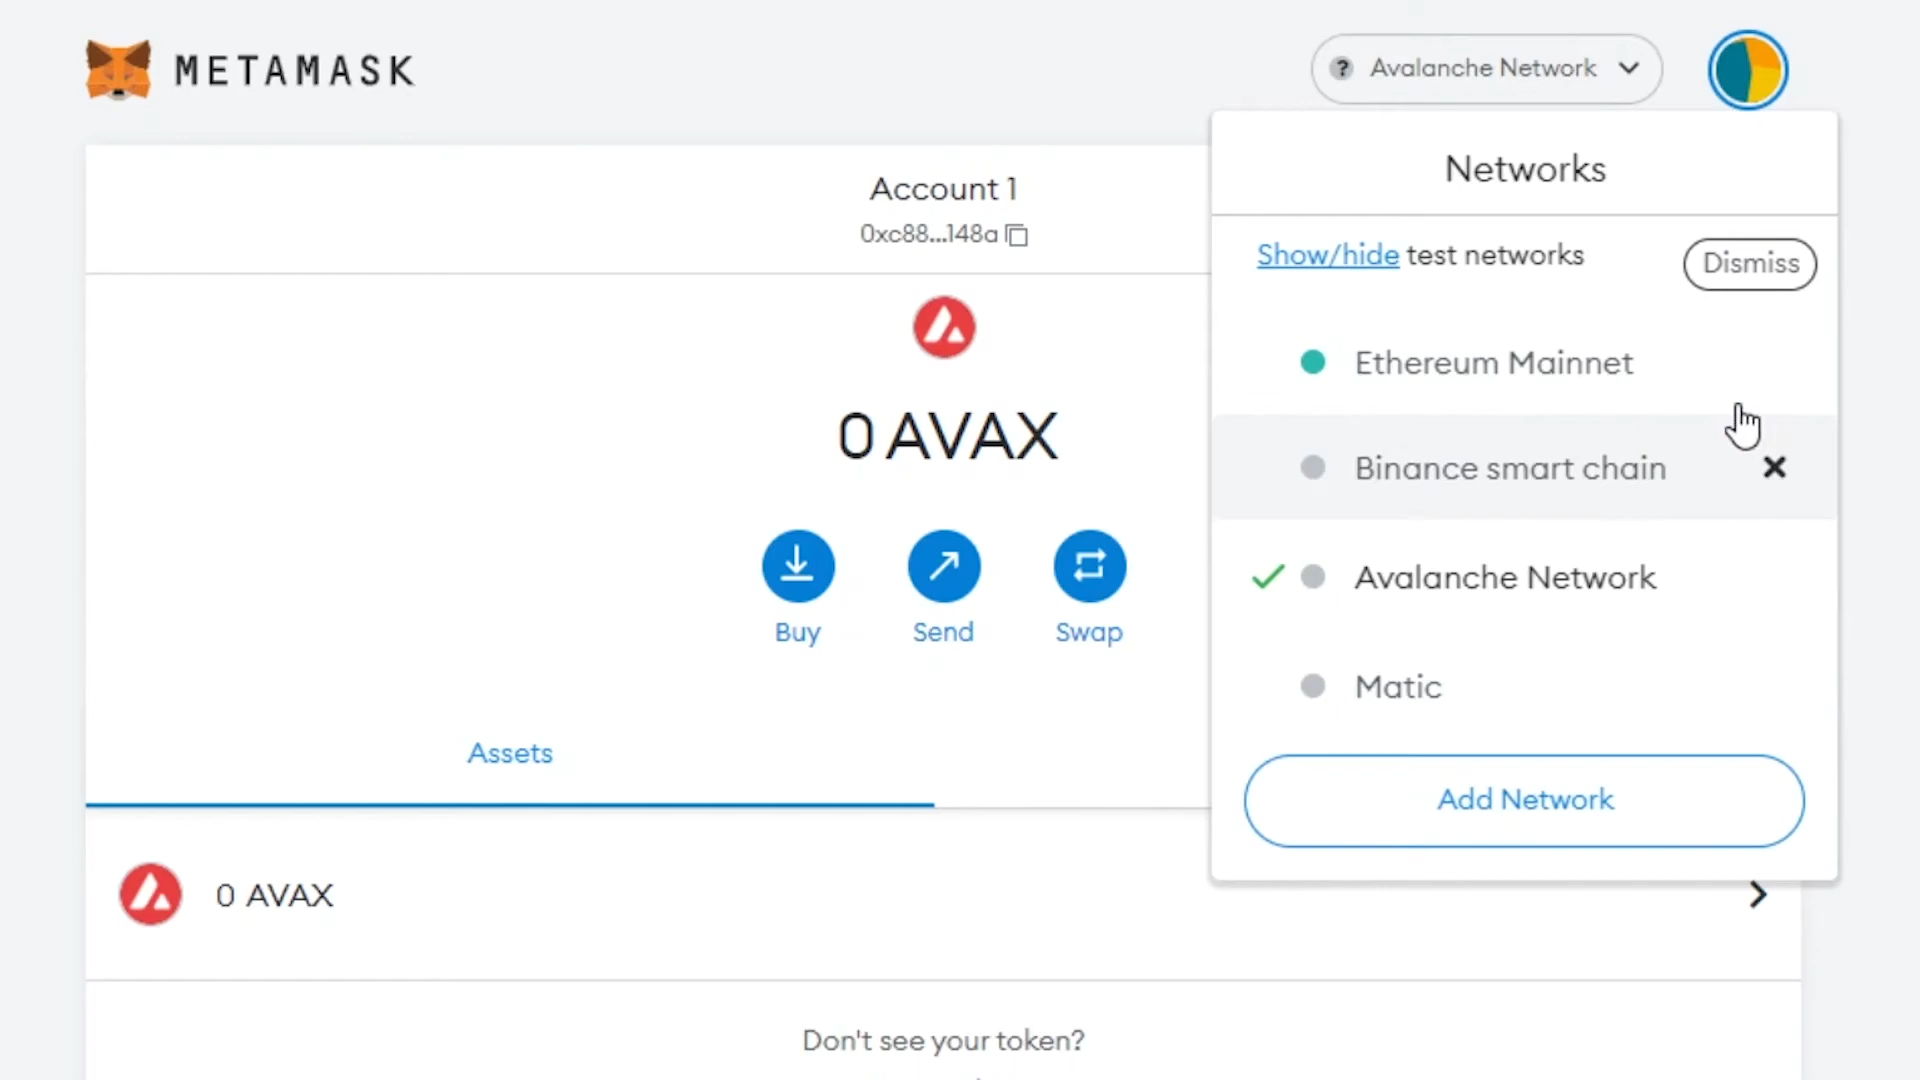 METAMASK
? Avalanche Network
Account 1
0xc88...148a
0 AVAX
Buy
Send
Swap
Assets
0 AVAX
Don't see your token?
Networks
Show/hide test networks
Dismiss
Ethereum Mainnet
Binance smart chain
Avalanche Network
Matic
Add Network